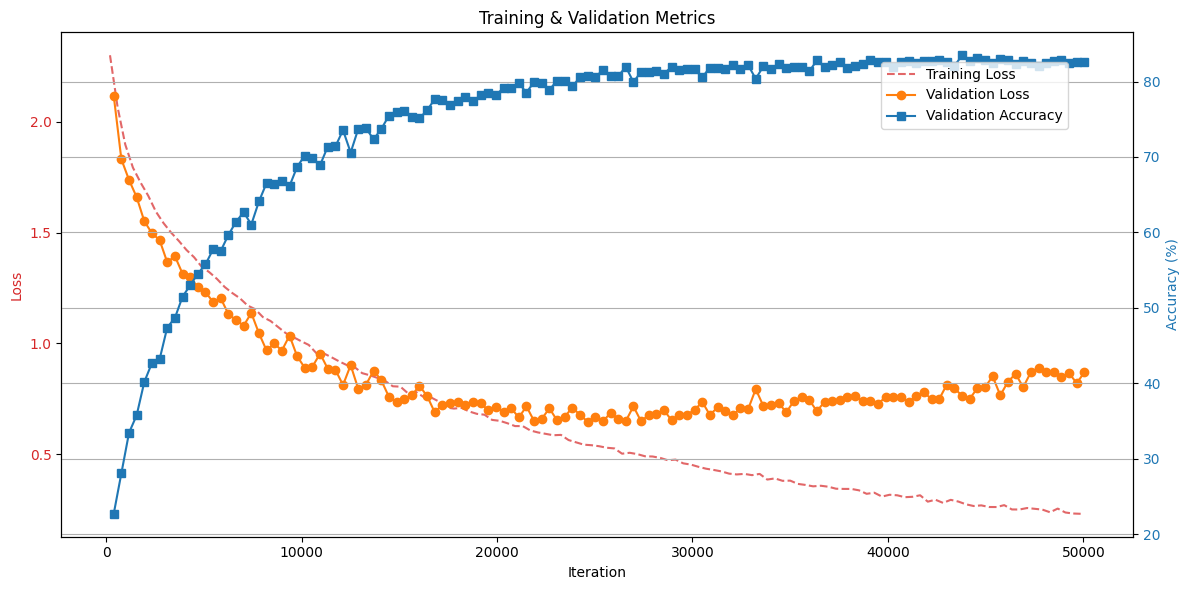 Training & Validation Metrics
Loss
2.0
1.5
1.0
0.5
Training Loss
Validation Loss
Validation Accuracy
80
70
60
50
40
30
20
Accuracy (%)
0
10000
20000
30000
40000
50000
Iteration